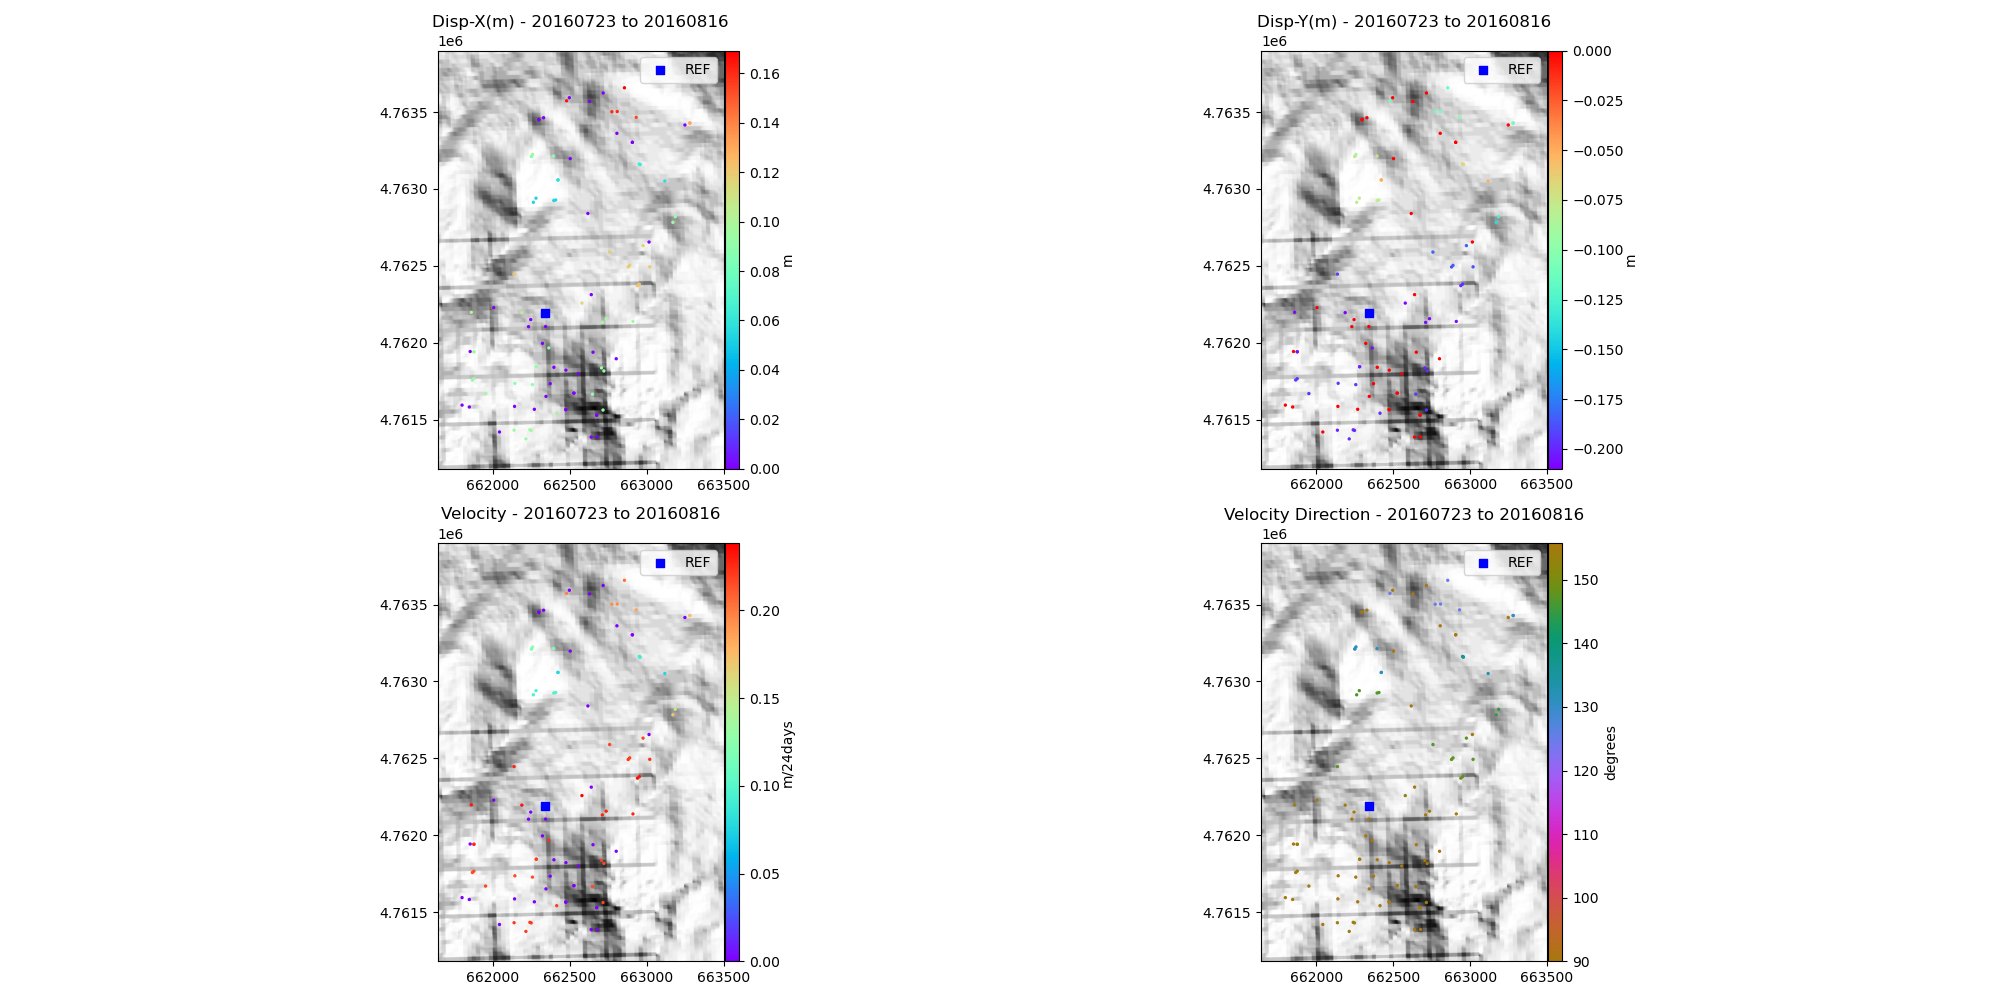 Disp-X(m) - 20160723 to 20160816
1e6
REF
4.7635
4.7630
4.7625
4.7620
4.7615
662000 662500 663000 663500
0.16
0.14
0.12
0.10
0.08
0.06
0.04
0.02
0.00
m
Disp-Y(m) - 20160723 to 20160816
1e6
REF
4.7635
4.7630
4.7625
4.7620
4.7615
662000 662500 663000 663500
0.000
−0.025
−0.050
−0.075
−0.100
−0.125
−0.150
−0.175
−0.200
m
Velocity - 20160723 to 20160816
1e6
REF
4.7635
4.7630
4.7625
4.7620
4.7615
662000 662500 663000 663500
0.20
0.15
0.10
0.05
0.00
m/24days
Velocity Direction - 20160723 to 20160816
1e6
REF
4.7635
4.7630
4.7625
4.7620
4.7615
662000 662500 663000 663500
150
140
130
120
110
100
90
degrees